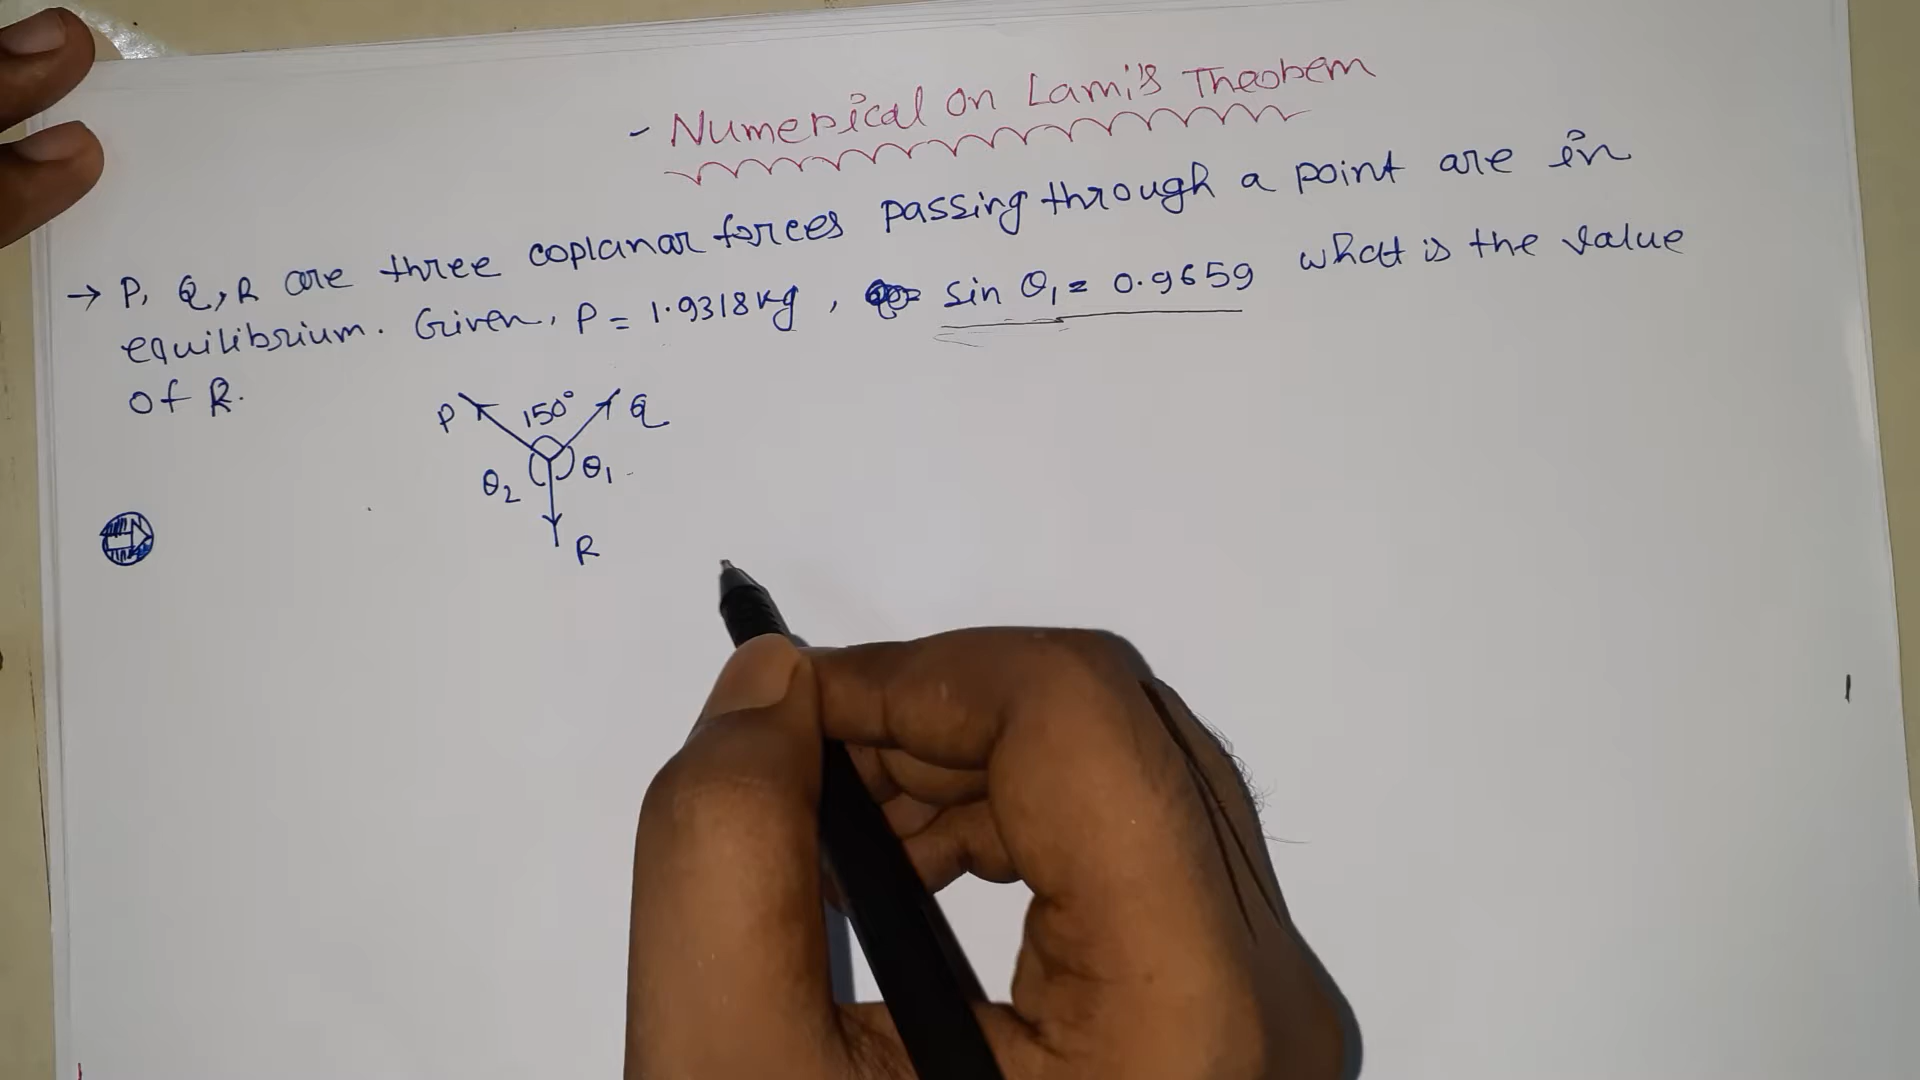 - Numerical On Lami's Theorem
→ P, Q, R are three coplanar forces passing through a point are in
equilibrium. Given, P = 1.9318 kg, sin θ₁ = 0.9659 what is the value
of R.
P 150° Q
θ₂ θ₁
R